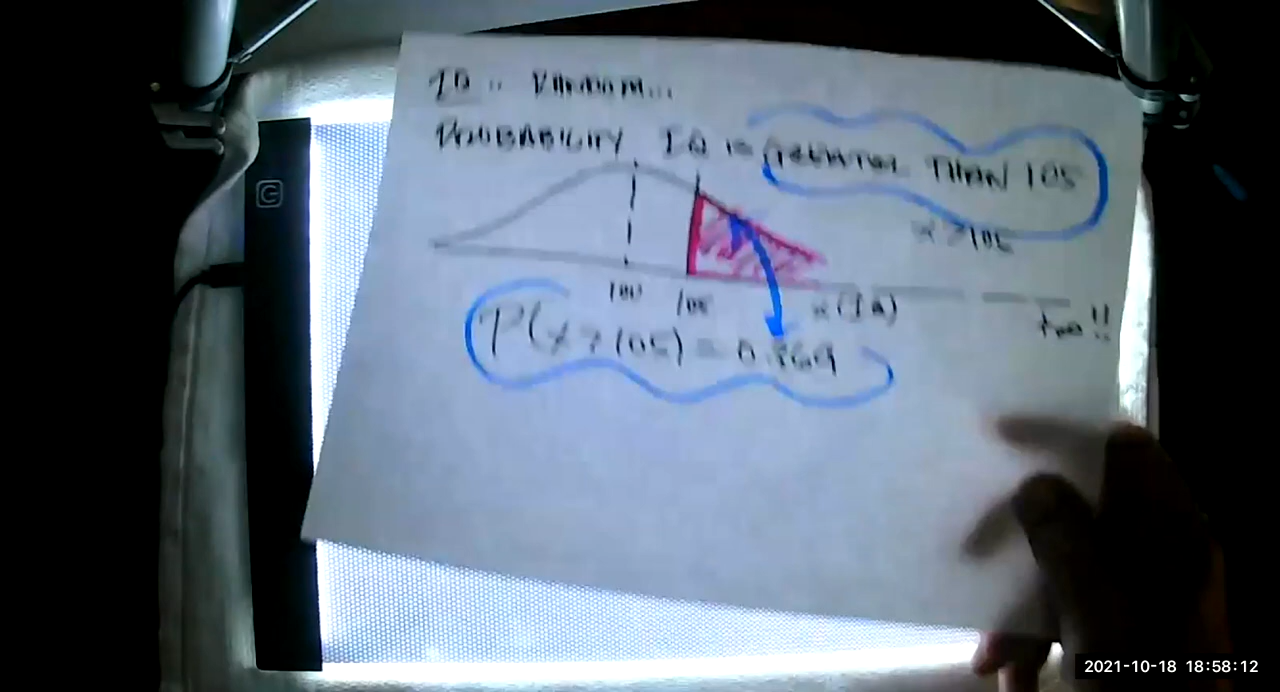 IQ .. RANDOM...
PROBABILITY IQ IS GREATER THAN 105
x > 105
100 105 x (IQ)
too !!
P(x > 105) = 0.369
2021-10-18 18:58:12